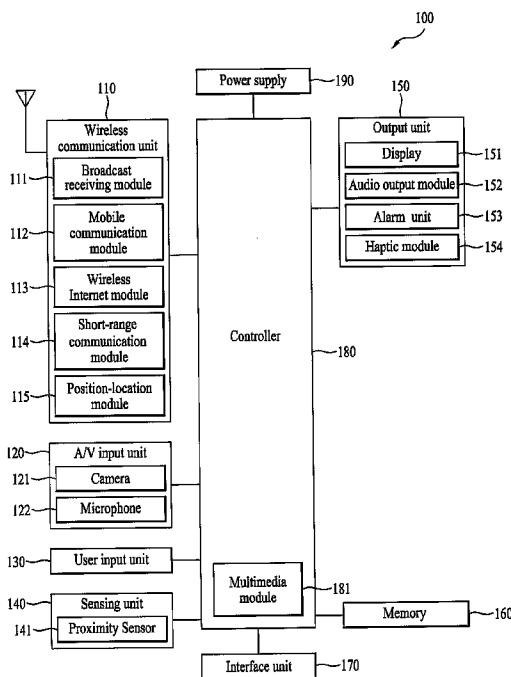 100
Power supply
190
110
Wireless
communication unit
111
Broadcast
receiving module
112
Mobile
communication
module
113
Wireless
Internet module
114
Short-range
communication
module
115
Position-location
module
120
A/V input unit
121
Camera
122
Microphone
130
User input unit
140
Sensing unit
141
Proximity Sensor
Controller
180
Multimedia
module
181
150
Output unit
Display
151
Audio output module
152
Alarm unit
153
Haptic module
154
Memory
160
Interface unit
170